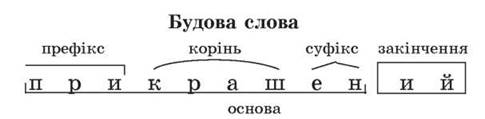 Будова слова
префікс корінь суфікс закінчення
п р и к р а ш е н и й
основа